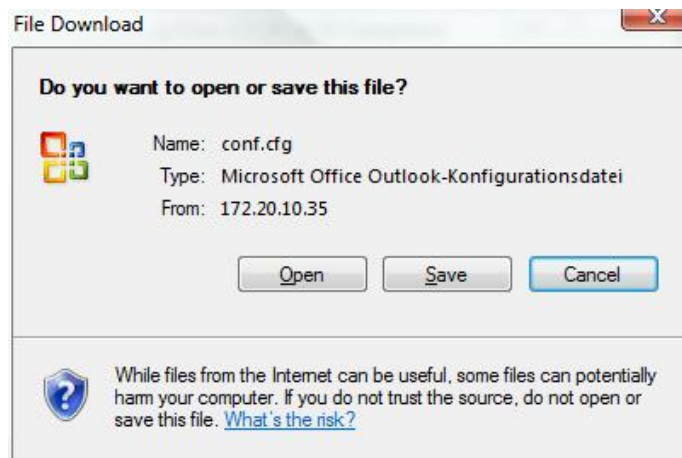 File Download
Do you want to open or save this file?
Name: conf.cfg
Type: Microsoft Office Outlook-Konfigurationsdatei
From: 172.20.10.35
Open Save Cancel
While files from the Internet can be useful, some files can potentially
harm your computer. If you do not trust the source, do not open or
save this file. What's the risk?